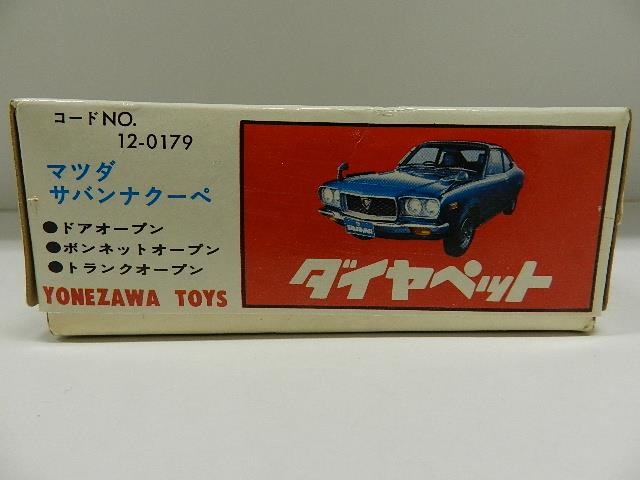 コードNO.
12-0179
マツダ
サバンナクーペ
●ドアオープン
●ボンネットオープン
●トランクオープン
YONEZAWA TOYS
ダイヤペット